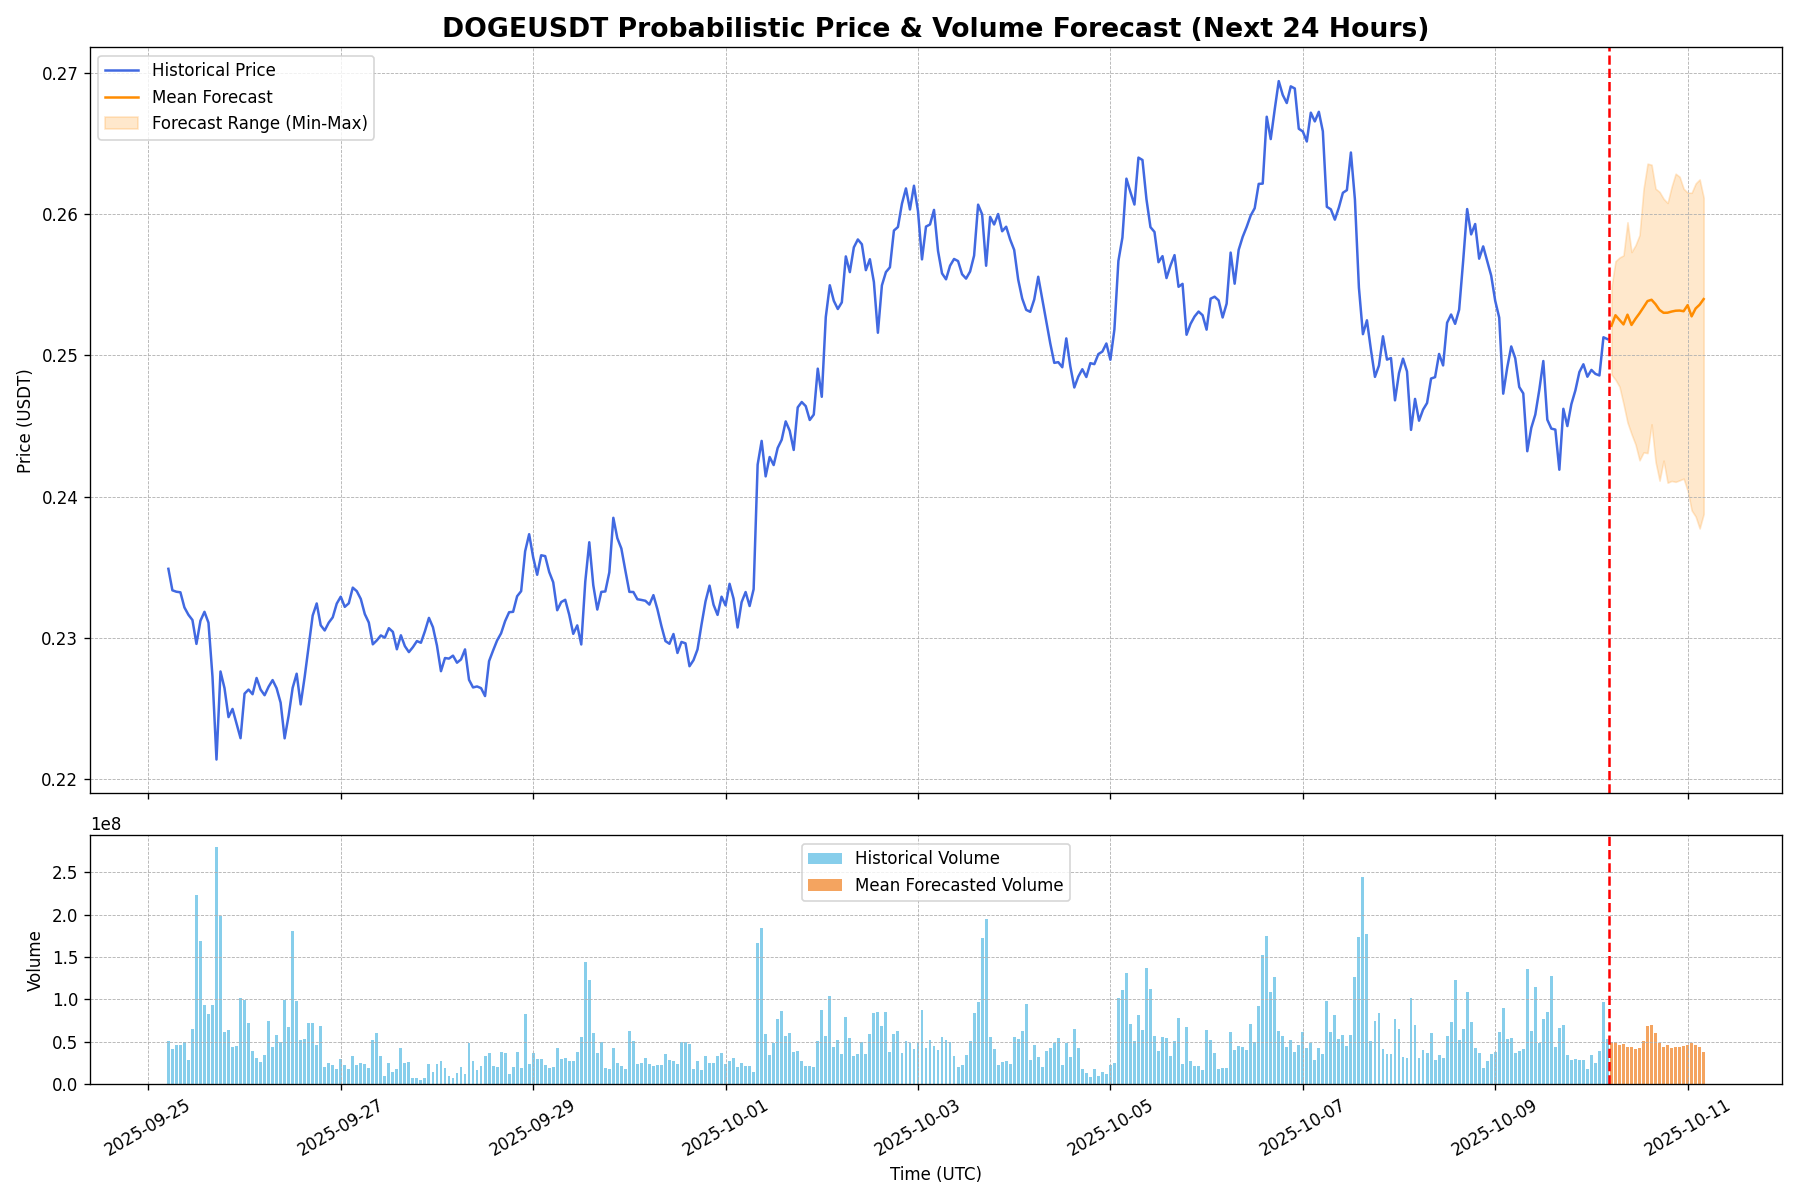 DOGEUSDT Probabilistic Price & Volume Forecast (Next 24 Hours)
Historical Price
Mean Forecast
Forecast Range (Min-Max)
0.27
0.26
0.25
0.24
0.23
0.22
Price (USDT)
1e8
Historical Volume
Mean Forecasted Volume
2.5
2.0
1.5
1.0
0.5
0.0
Volume
2025-09-25
2025-09-27
2025-09-29
2025-10-01
2025-10-03
2025-10-05
2025-10-07
2025-10-09
2025-10-11
Time (UTC)